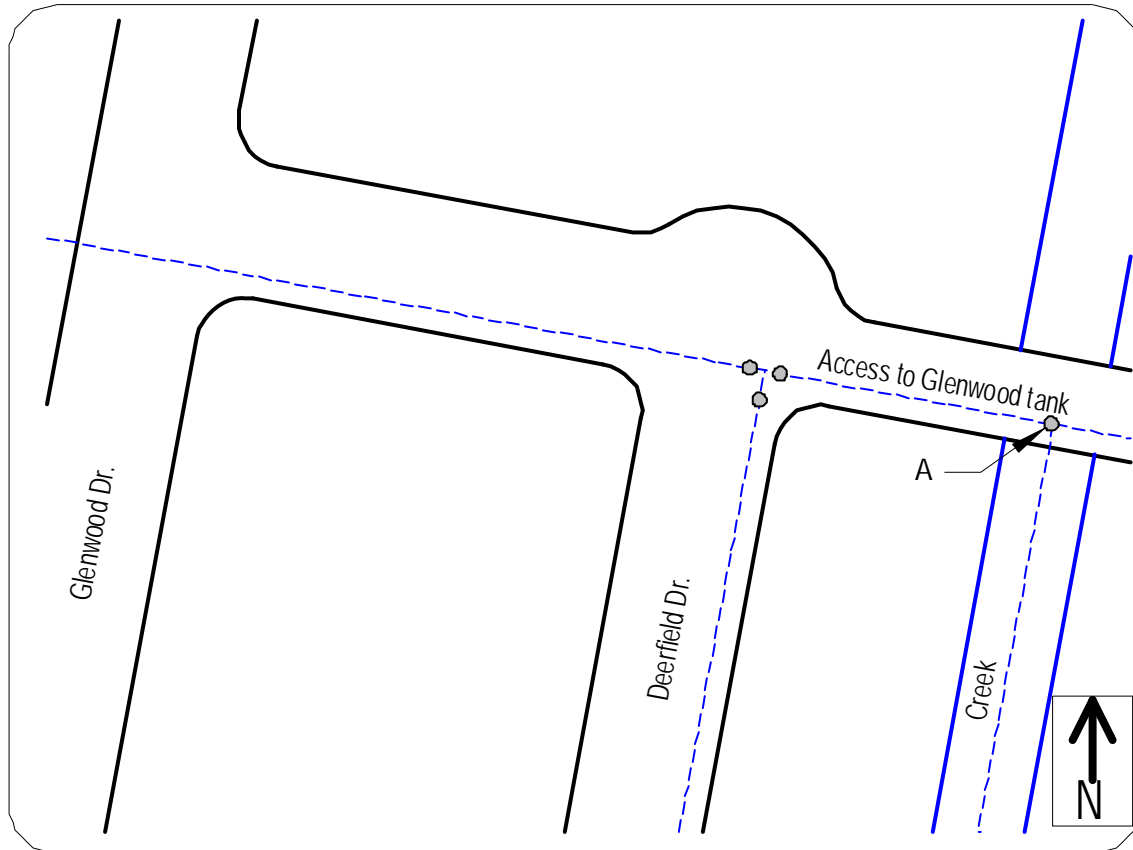 Access to Glenwood tank
A
Glenwood Dr.
Deerfield Dr.
Creek
N